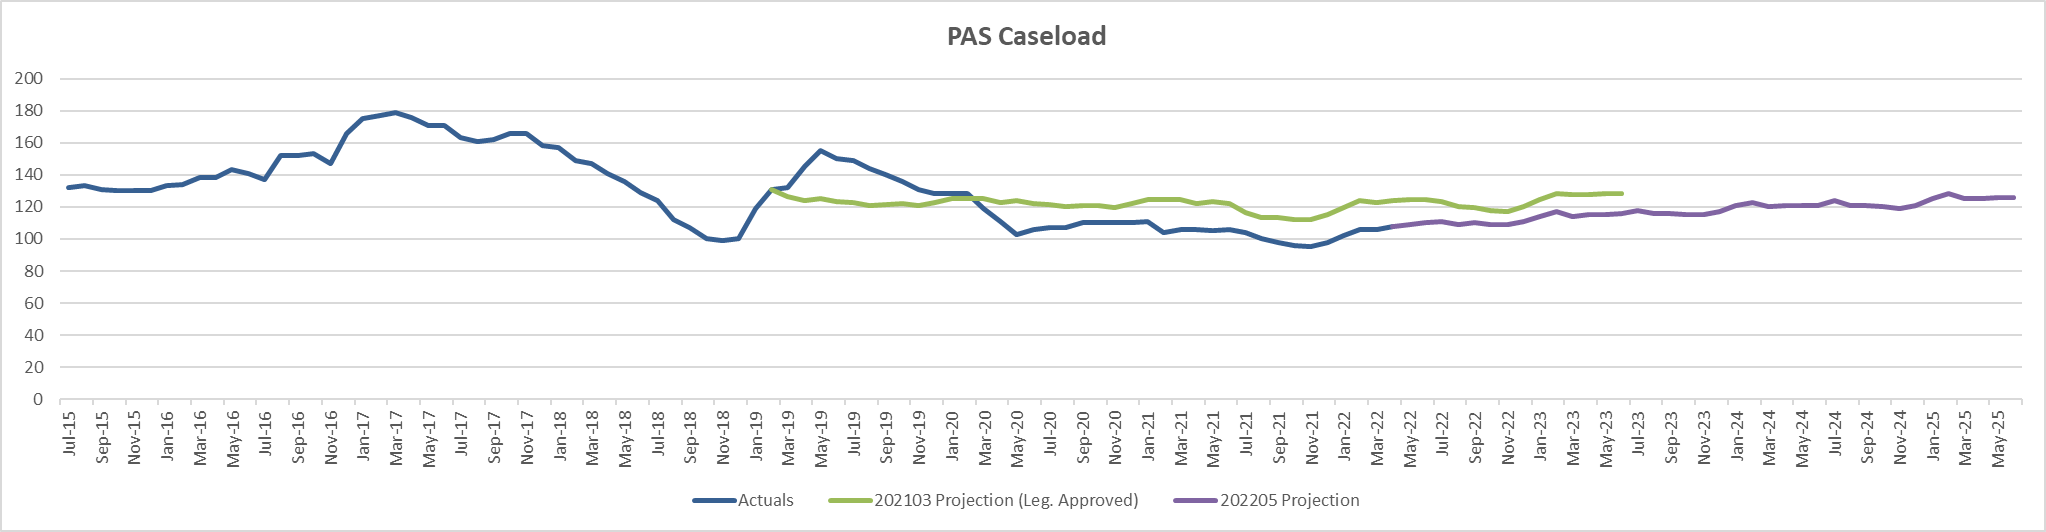 PAS Caseload
200
180
160
140
120
100
80
60
40
20
0
Jul-15
Sep-15
Nov-15
Jan-16
Mar-16
May-16
Jul-16
Sep-16
Nov-16
Jan-17
Mar-17
May-17
Jul-17
Sep-17
Nov-17
Jan-18
Mar-18
May-18
Jul-18
Sep-18
Nov-18
Jan-19
Mar-19
May-19
Jul-19
Sep-19
Nov-19
Jan-20
Mar-20
May-20
Jul-20
Sep-20
Nov-20
Jan-21
Mar-21
May-21
Jul-21
Sep-21
Nov-21
Jan-22
Mar-22
May-22
Jul-22
Sep-22
Nov-22
Jan-23
Mar-23
May-23
Jul-23
Sep-23
Nov-23
Jan-24
Mar-24
May-24
Jul-24
Sep-24
Nov-24
Jan-25
Mar-25
May-25
Actuals
202103 Projection (Leg. Approved)
202205 Projection